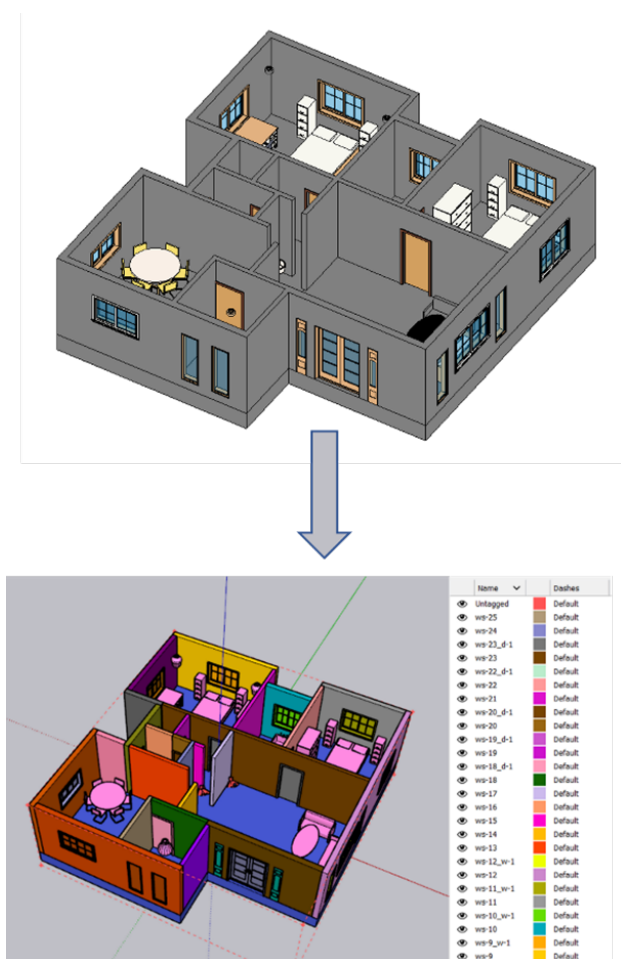 Name Dashes
Untagged Default
ws-25 Default
ws-24 Default
ws-23_d-1 Default
ws-23 Default
ws-22_d-1 Default
ws-22 Default
ws-21 Default
ws-20_d-1 Default
ws-20 Default
ws-19_d-1 Default
ws-19 Default
ws-18_d-1 Default
ws-18 Default
ws-17 Default
ws-16 Default
ws-15 Default
ws-14 Default
ws-13 Default
ws-12_w-1 Default
ws-12 Default
ws-11_w-1 Default
ws-11 Default
ws-10_w-1 Default
ws-10 Default
ws-9_w-1 Default
ws-9 Default